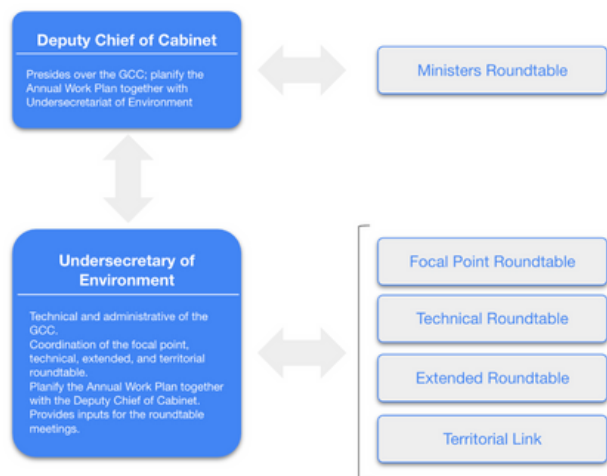 Deputy Chief of Cabinet
Presides over the GCC; planify the
Annual Work Plan together with
Undersecretariat of Environment
Ministers Roundtable
Undersecretary of
Environment
Technical and administrative of the
GCC.
Coordination of the focal point,
technical, extended, and territorial
roundtable.
Planify the Annual Work Plan together
with the Deputy Chief of Cabinet.
Provides inputs for the roundtable
meetings.
Focal Point Roundtable
Technical Roundtable
Extended Roundtable
Territorial Link